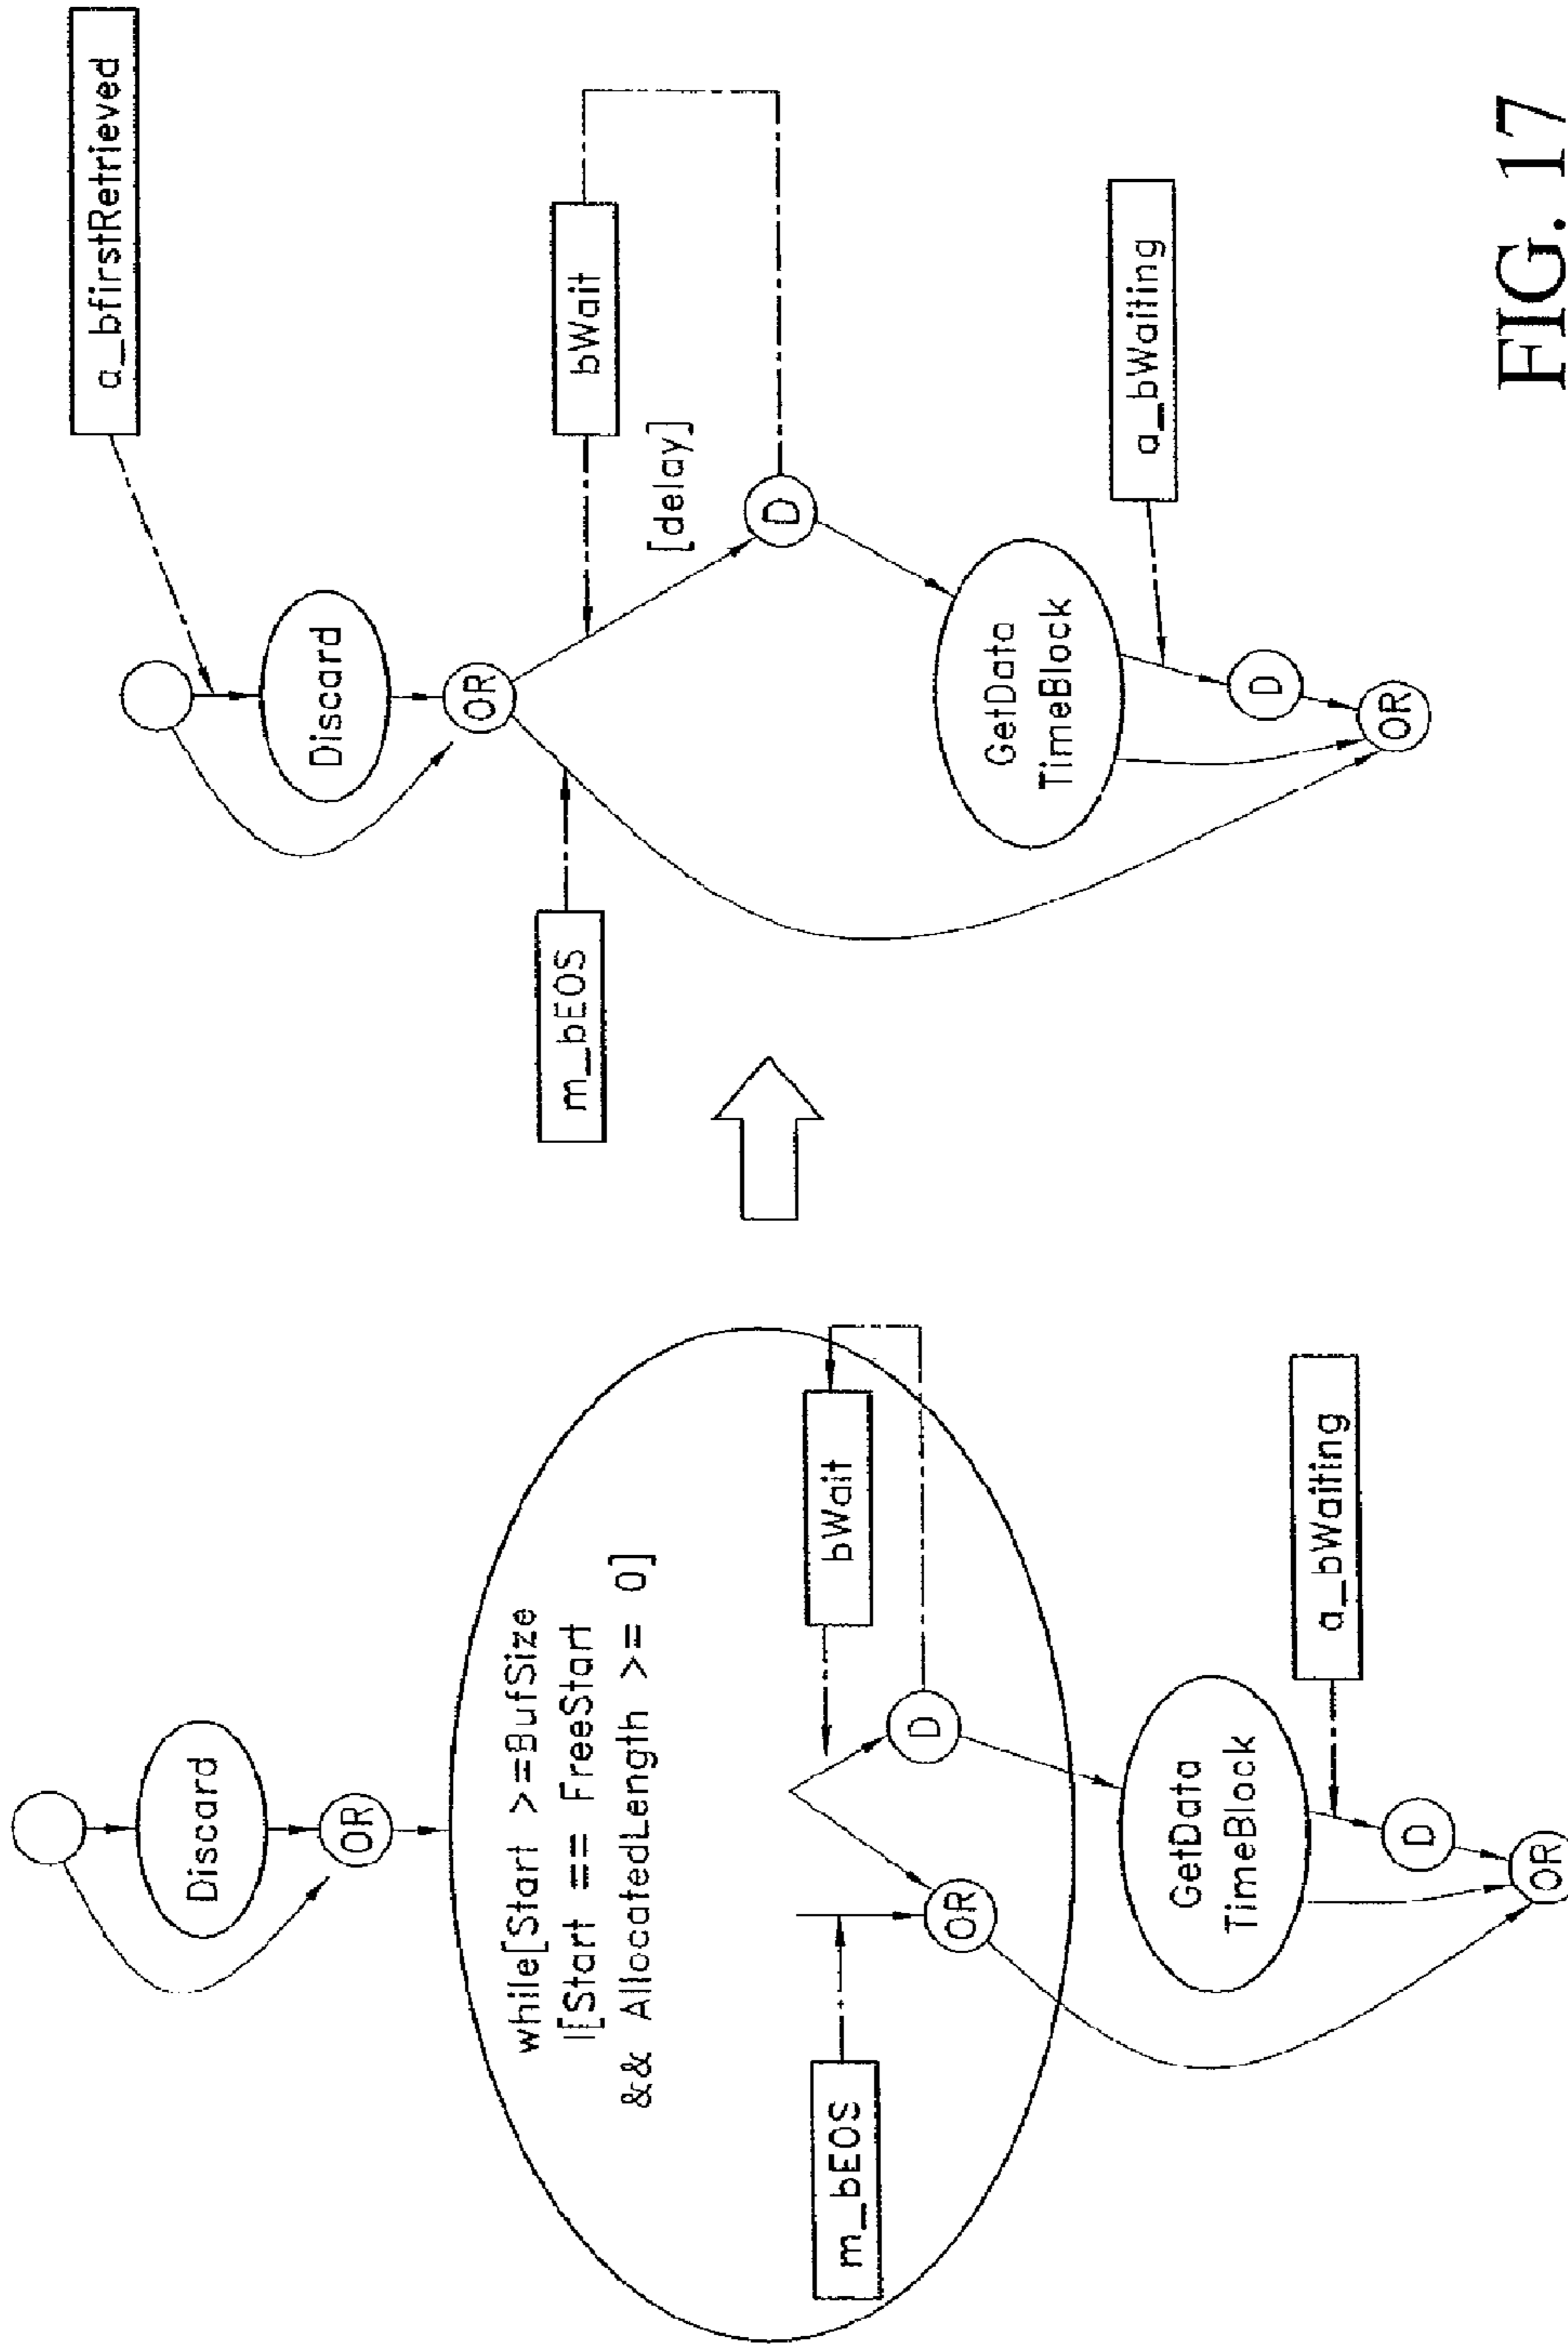 Discard
OR
while[Start >=BufSize
|[Start == FreeStart
&& AllocatedLength >= 0]
m_bEOS
bWait
OR
D
GetData
TimeBlock
a_bWaiting
D
OR
a_bfirstRetrieved
Discard
OR
m_bEOS
bWait
[delay]
D
GetData
TimeBlock
a_bWaiting
D
OR
FIG. 17